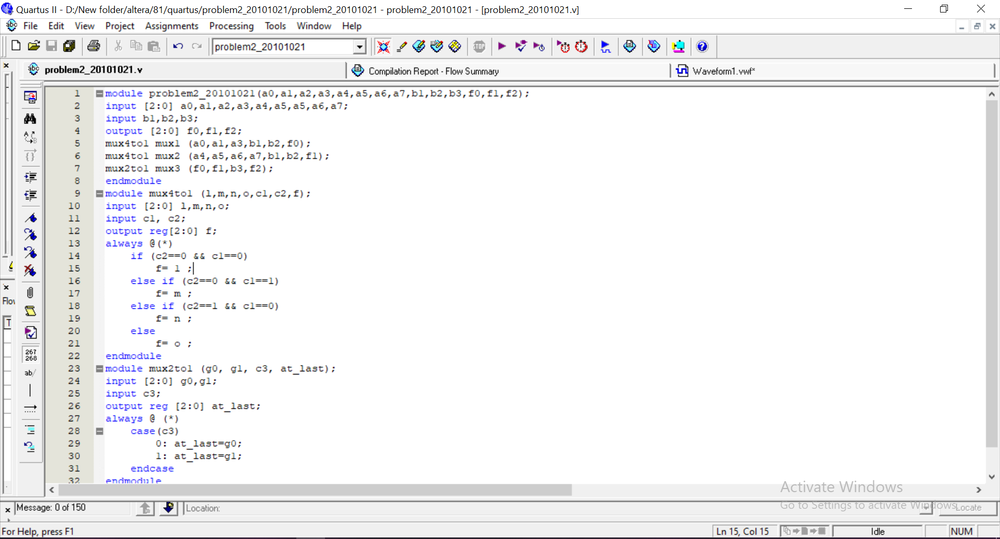 Quartus II - D:/New folder/altera/81/quartus/problem2_20101021/problem2_20101021 - problem2_20101021 - [problem2_20101021.v]
File Edit View Project Assignments Processing Tools Window Help
problem2_20101021
STOP
problem2_20101021.v
Compilation Report - Flow Summary
Waveform1.vwf*
1 module problem2_20101021(a0,a1,a2,a3,a4,a5,a6,a7,b1,b2,b3,f0,f1,f2);
2 input [2:0] a0,a1,a2,a3,a4,a5,a5,a6,a7;
3 input b1,b2,b3;
4 output [2:0] f0,f1,f2;
5 mux4to1 mux1 (a0,a1,a3,b1,b2,f0);
6 mux4to1 mux2 (a4,a5,a6,a7,b1,b2,f1);
7 mux2to1 mux3 (f0,f1,b3,f2);
8 endmodule
9 module mux4to1 (l,m,n,o,c1,c2,f);
10 input [2:0] l,m,n,o;
11 input c1, c2;
12 output reg[2:0] f;
13 always @(*)
14 if (c2==0 && c1==0)
15 f= l ;
16 else if (c2==0 && c1==1)
17 f= m ;
18 else if (c2==1 && c1==0)
19 f= n ;
20 else
21 f= o ;
22 endmodule
23 module mux2to1 (g0, g1, c3, at_last);
24 input [2:0] g0,g1;
25 input c3;
26 output reg [2:0] at_last;
27 always @ (*)
28 case(c3)
29 0: at_last=g0;
30 1: at_last=g1;
31 endcase
32 endmodule
Flow
T
267
268
ab/
Activate Windows
Go to Settings to activate Windows.
Message: 0 of 150
Location:
Locate
For Help, press F1
Ln 15, Col 15
Idle
NUM